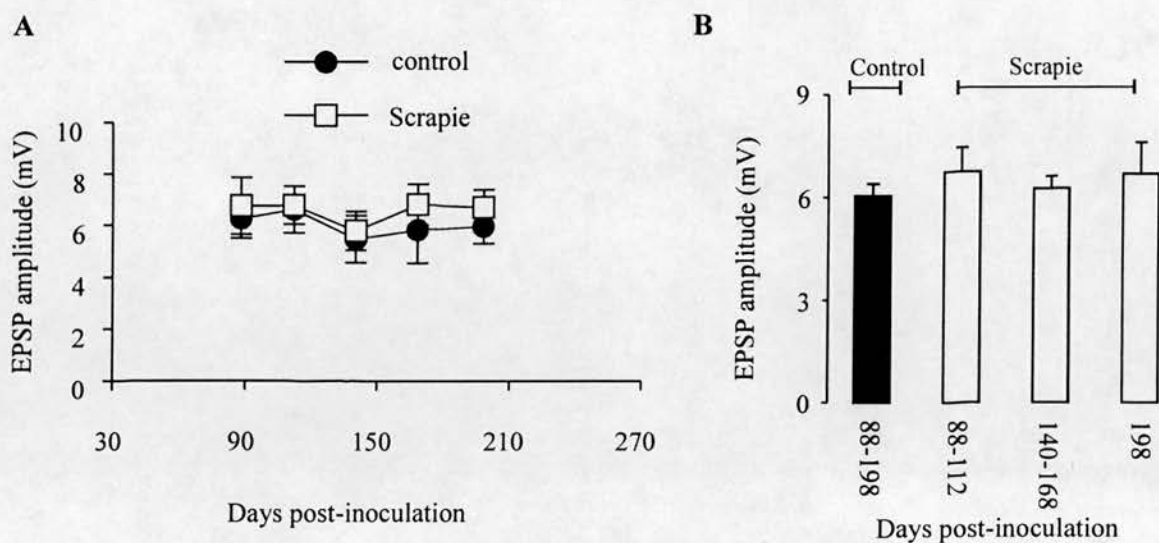 A
control
Scrapie
EPSP amplitude (mV)
10
8
6
4
2
0
30 90 150 210 270
Days post-inoculation
B
Control Scrapie
EPSP amplitude (mV)
9
6
3
0
88-198
88-112
140-168
198
Days post-inoculation